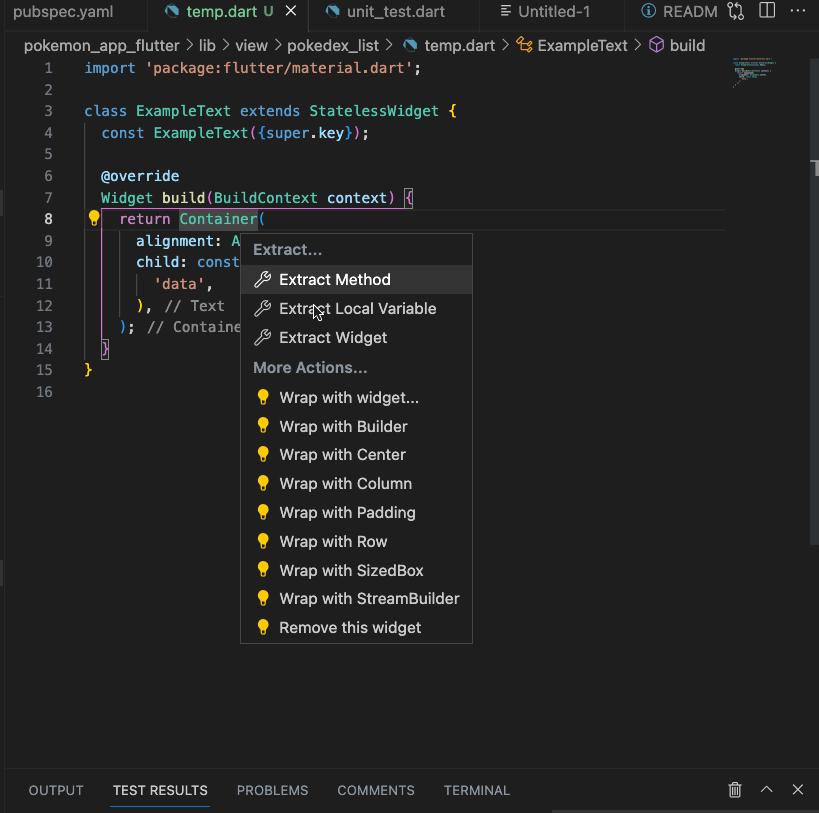 pubspec.yaml temp.dart U unit_test.dart Untitled-1 READM
pokemon_app_flutter > lib > view > pokedex_list > temp.dart > ExampleText > build
1 import 'package:flutter/material.dart';
2
3 class ExampleText extends StatelessWidget {
4 const ExampleText({super.key});
5
6 @override
7 Widget build(BuildContext context) {
8 return Container(
9 alignment: A
10 child: const
11 'data',
12 ), // Text
13 ); // Containe
14 }
15 }
16
Extract...
Extract Method
Extract Local Variable
Extract Widget
More Actions...
Wrap with widget...
Wrap with Builder
Wrap with Center
Wrap with Column
Wrap with Padding
Wrap with Row
Wrap with SizedBox
Wrap with StreamBuilder
Remove this widget
OUTPUT TEST RESULTS PROBLEMS COMMENTS TERMINAL